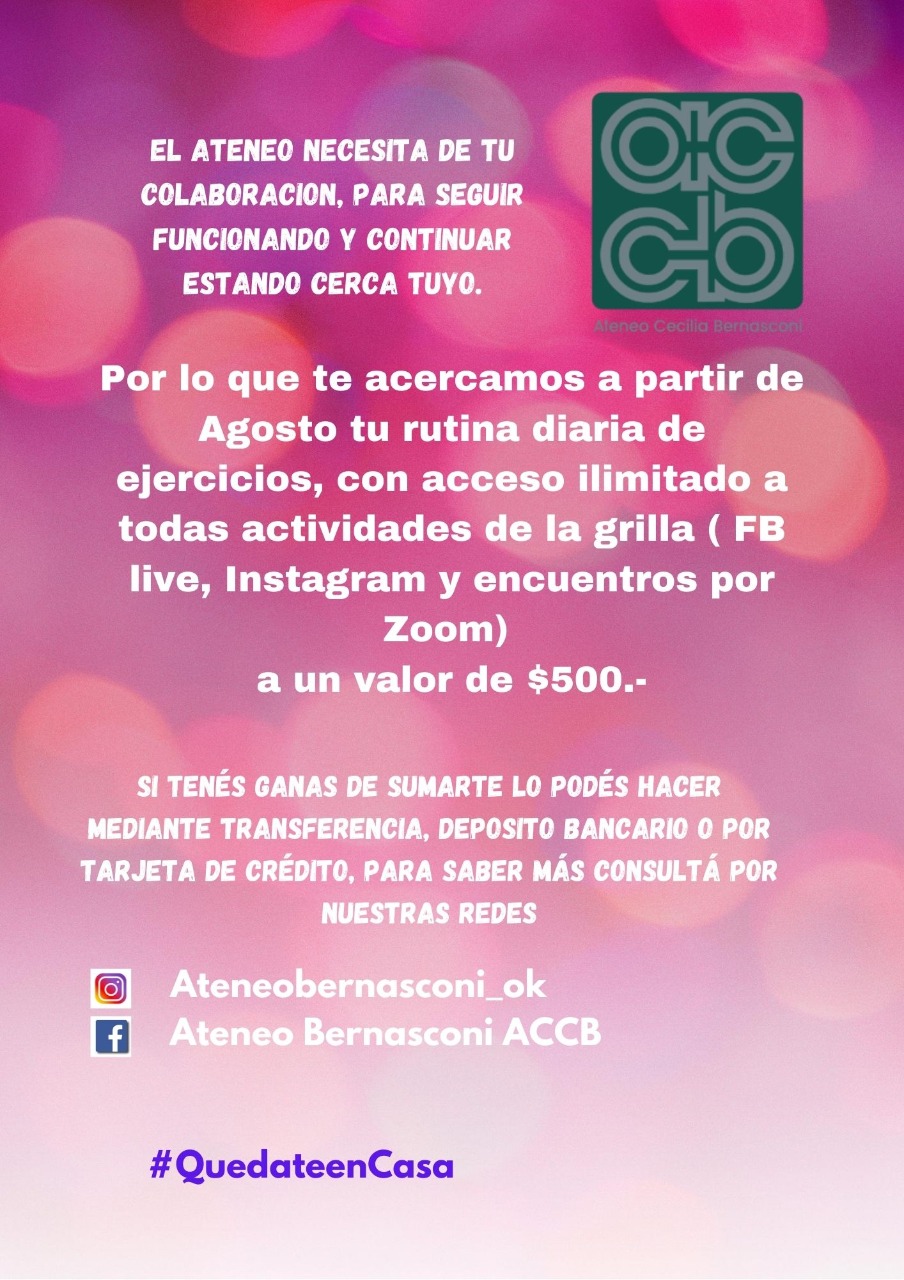 EL ATENEO NECESITA DE TU
COLABORACION, PARA SEGUIR
FUNCIONANDO Y CONTINUAR
ESTANDO CERCA TUYO.
accb
Ateneo Cecilia Bernasconi
Por lo que te acercamos a partir de
Agosto tu rutina diaria de
ejercicios, con acceso ilimitado a
todas actividades de la grilla ( FB
live, Instagram y encuentros por
Zoom)
a un valor de $500.-
SI TENÉS GANAS DE SUMARTE LO PODÉS HACER
MEDIANTE TRANSFERENCIA, DEPOSITO BANCARIO O POR
TARJETA DE CRÉDITO, PARA SABER MÁS CONSULTÁ POR
NUESTRAS REDES
Ateneobernasconi_ok
Ateneo Bernasconi ACCB
#QuedateenCasa